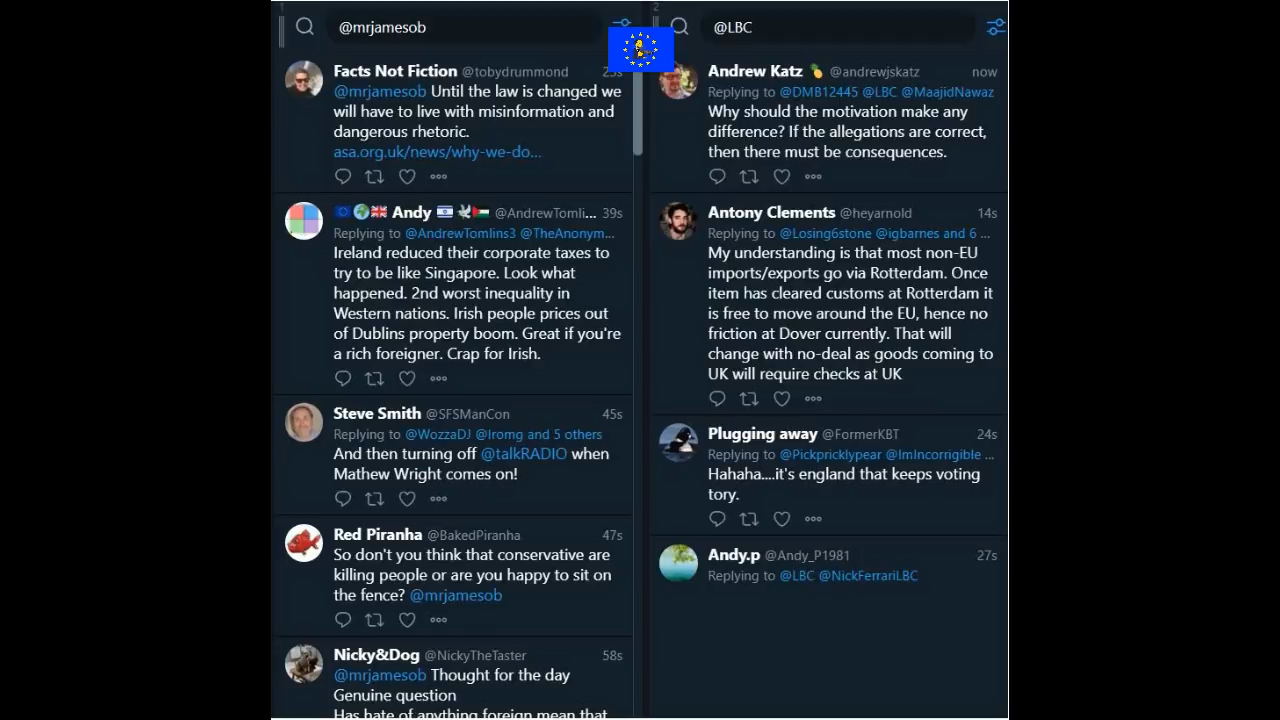 1
@mrjamesob
Facts Not Fiction @tobydrummond 25s
@mrjamesob Until the law is changed we
will have to live with misinformation and
dangerous rhetoric.
asa.org.uk/news/why-we-do...
Andy @AndrewTomli... 39s
Replying to @AndrewTomlins3 @TheAnonym...
Ireland reduced their corporate taxes to
try to be like Singapore. Look what
happened. 2nd worst inequality in
Western nations. Irish people prices out
of Dublins property boom. Great if you're
a rich foreigner. Crap for Irish.
Steve Smith @SFSManCon 45s
Replying to @WozzaDJ @Iromg and 5 others
And then turning off @talkRADIO when
Mathew Wright comes on!
Red Piranha @BakedPiranha 47s
So don't you think that conservative are
killing people or are you happy to sit on
the fence? @mrjamesob
Nicky&Dog @NickyTheTaster 58s
@mrjamesob Thought for the day
Genuine question
Has hate of anything foreign mean that
2
@LBC
Andrew Katz @andrewjskatz now
Replying to @DMB12445 @LBC @MaajidNawaz
Why should the motivation make any
difference? If the allegations are correct,
then there must be consequences.
Antony Clements @heyarnold 14s
Replying to @Losing6stone @igbarnes and 6 ...
My understanding is that most non-EU
imports/exports go via Rotterdam. Once
item has cleared customs at Rotterdam it
is free to move around the EU, hence no
friction at Dover currently. That will
change with no-deal as goods coming to
UK will require checks at UK
Plugging away @FormerKBT 24s
Replying to @Pickpricklypear @ImIncorrigible ...
Hahaha....it's england that keeps voting
tory.
Andy.p @Andy_P1981 27s
Replying to @LBC @NickFerrariLBC